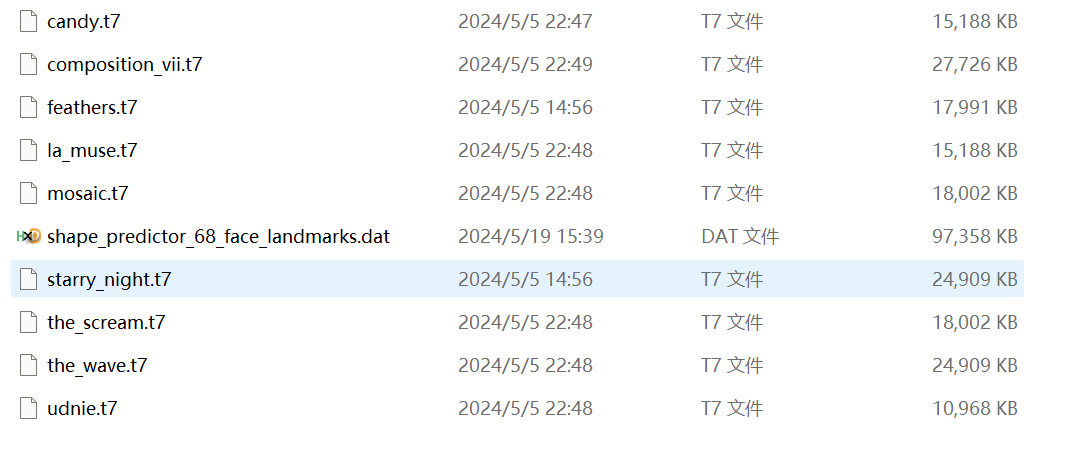 candy.t7 2024/5/5 22:47 T7 文件 15,188 KB
composition_vii.t7 2024/5/5 22:49 T7 文件 27,726 KB
feathers.t7 2024/5/5 14:56 T7 文件 17,991 KB
la_muse.t7 2024/5/5 22:48 T7 文件 15,188 KB
mosaic.t7 2024/5/5 22:48 T7 文件 18,002 KB
shape_predictor_68_face_landmarks.dat 2024/5/19 15:39 DAT 文件 97,358 KB
starry_night.t7 2024/5/5 14:56 T7 文件 24,909 KB
the_scream.t7 2024/5/5 22:48 T7 文件 18,002 KB
the_wave.t7 2024/5/5 22:48 T7 文件 24,909 KB
udnie.t7 2024/5/5 22:48 T7 文件 10,968 KB